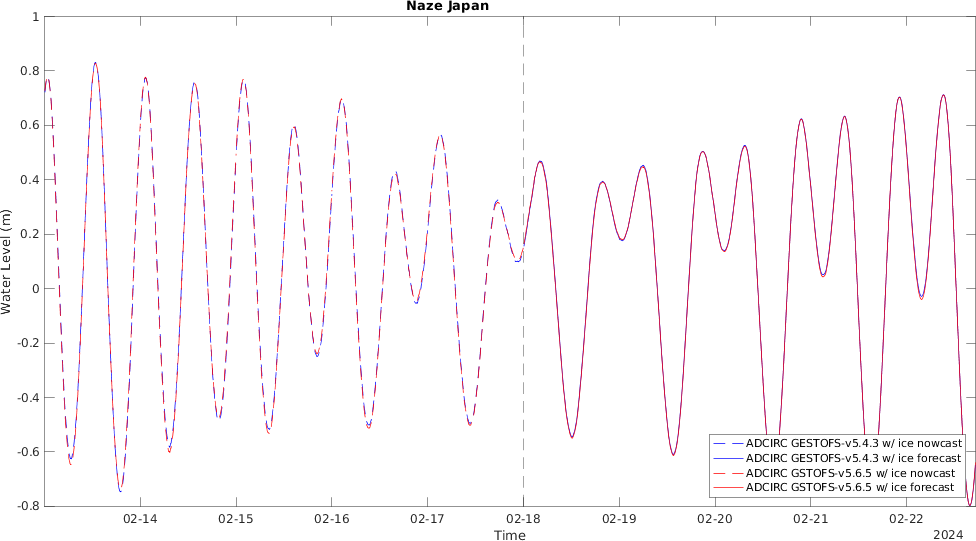 Naze Japan
Water Level (m)
1
0.8
0.6
0.4
0.2
0
-0.2
-0.4
-0.6
-0.8
ADCIRC GESTOFS-v5.4.3 w/ ice nowcast
ADCIRC GESTOFS-v5.4.3 w/ ice forecast
ADCIRC GSTOFS-v5.6.5 w/ ice nowcast
ADCIRC GSTOFS-v5.6.5 w/ ice forecast
02-14 02-15 02-16 02-17 02-18 02-19 02-20 02-21 02-22
Time
2024